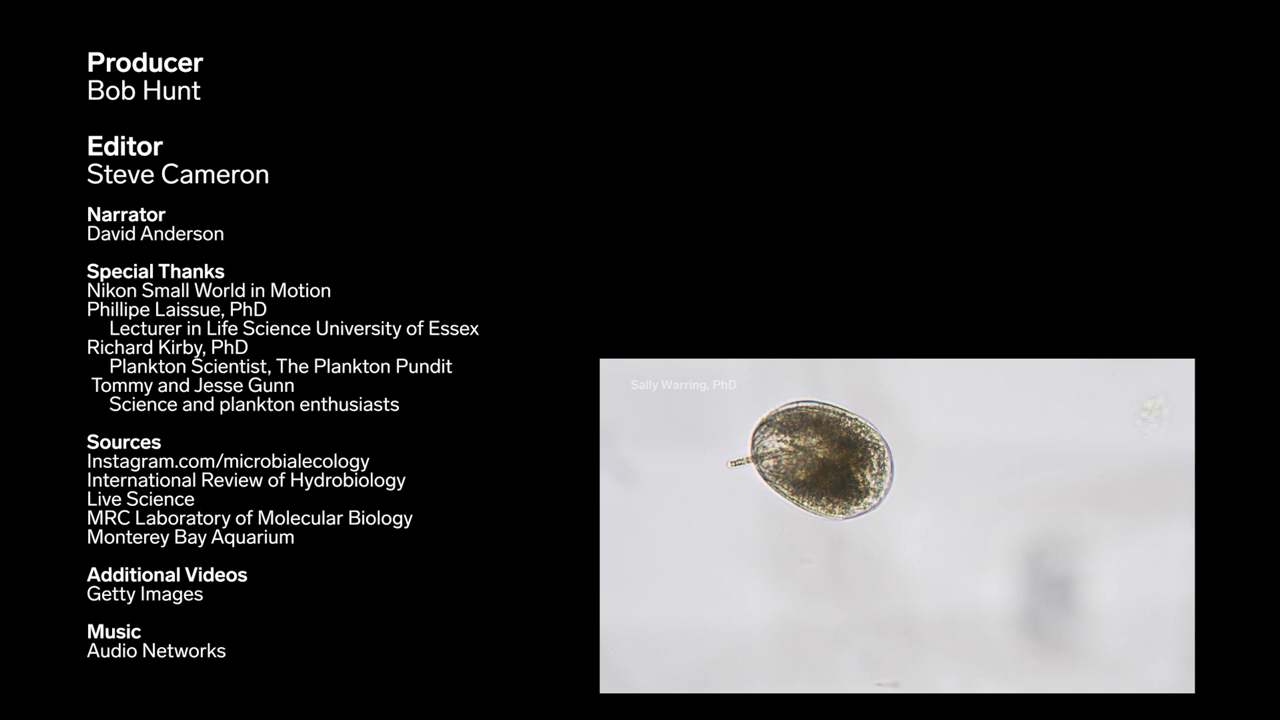 Producer
Bob Hunt
Editor
Steve Cameron
Narrator
David Anderson
Special Thanks
Nikon Small World in Motion
Phillipe Laissue, PhD
Lecturer in Life Science University of Essex
Richard Kirby, PhD
Plankton Scientist, The Plankton Pundit
Tommy and Jesse Gunn
Science and plankton enthusiasts
Sources
Instagram.com/microbialecology
International Review of Hydrobiology
Live Science
MRC Laboratory of Molecular Biology
Monterey Bay Aquarium
Additional Videos
Getty Images
Music
Audio Networks
Sally Warring, PhD